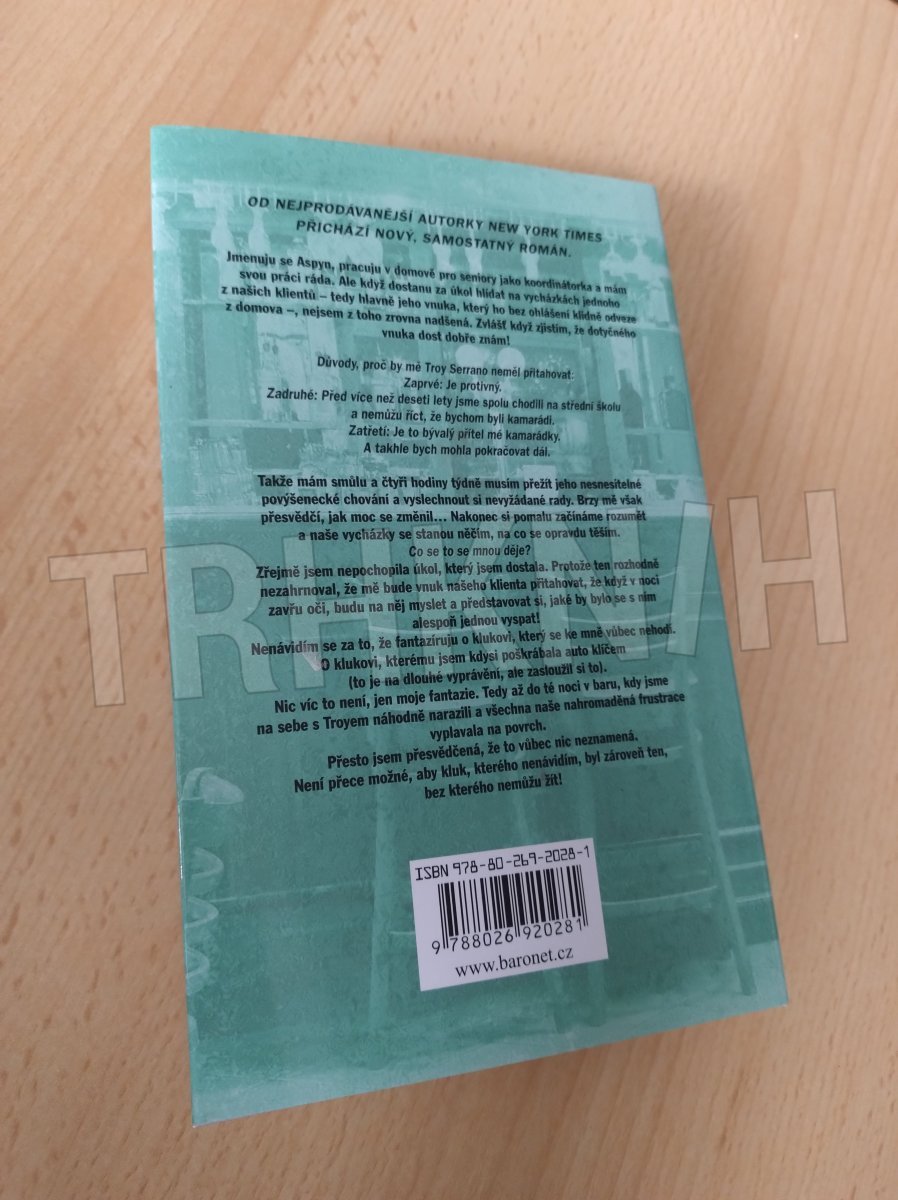 OD NEJPRODÁVANĚJŠÍ AUTORKY NEW YORK TIMES
PŘICHÁZÍ NOVÝ, SAMOSTATNÝ ROMÁN.
Jmenuju se Aspyn, pracuju v domově pro seniory jako koordinátorka a mám
svou práci ráda. Ale když dostanu za úkol hlídat na vycházkách jednoho
z našich klientů – tedy hlavně jeho vnuka, který ho bez ohlášení klidně odveze
z domova –, nejsem z toho zrovna nadšená. Zvlášť když zjistím, že dotyčného
vnuka dost dobře znám!
Důvody, proč by mě Troy Serrano neměl přitahovat:
Zaprvé: Je protivný.
Zadruhé: Před více než deseti lety jsme spolu chodili na střední školu
a nemůžu říct, že bychom byli kamarádi.
Zatřetí: Je to bývalý přítel mé kamarádky.
A takhle bych mohla pokračovat dál.
Takže mám smůlu a čtyři hodiny týdně musím přežít jeho nesnesitelné
povýšenecké chování a vyslechnout si nevyžádané rady. Brzy mě však
přesvědčí, jak moc se změnil... Nakonec si pomalu začínáme rozumět
a naše vycházky se stanou něčím, na co se opravdu těším.
Co se to se mnou děje?
Zřejmě jsem nepochopila úkol, který jsem dostala. Protože ten rozhodně
nezahrnoval, že mě bude vnuk našeho klienta přitahovat, že když v noci
zavřu oči, budu na něj myslet a představovat si, jaké by bylo se s ním
alespoň jednou vyspat!
Nenávidím se za to, že fantazíruju o klukovi, který se ke mně vůbec nehodí.
O klukovi, kterému jsem kdysi poškrábala auto klíčem
(to je na dlouhé vyprávění, ale zasloužil si to).
Nic víc to není, jen moje fantazie. Tedy až do té noci v baru, kdy jsme
na sebe s Troyem náhodně narazili a všechna naše nahromaděná frustrace
vyplavala na povrch.
Přesto jsem přesvědčená, že to vůbec nic neznamená.
Není přece možné, aby kluk, kterého nenávidím, byl zároveň ten,
bez kterého nemůžu žít!
ISBN 978-80-269-2028-1
9 788026 920281
www.baronet.cz